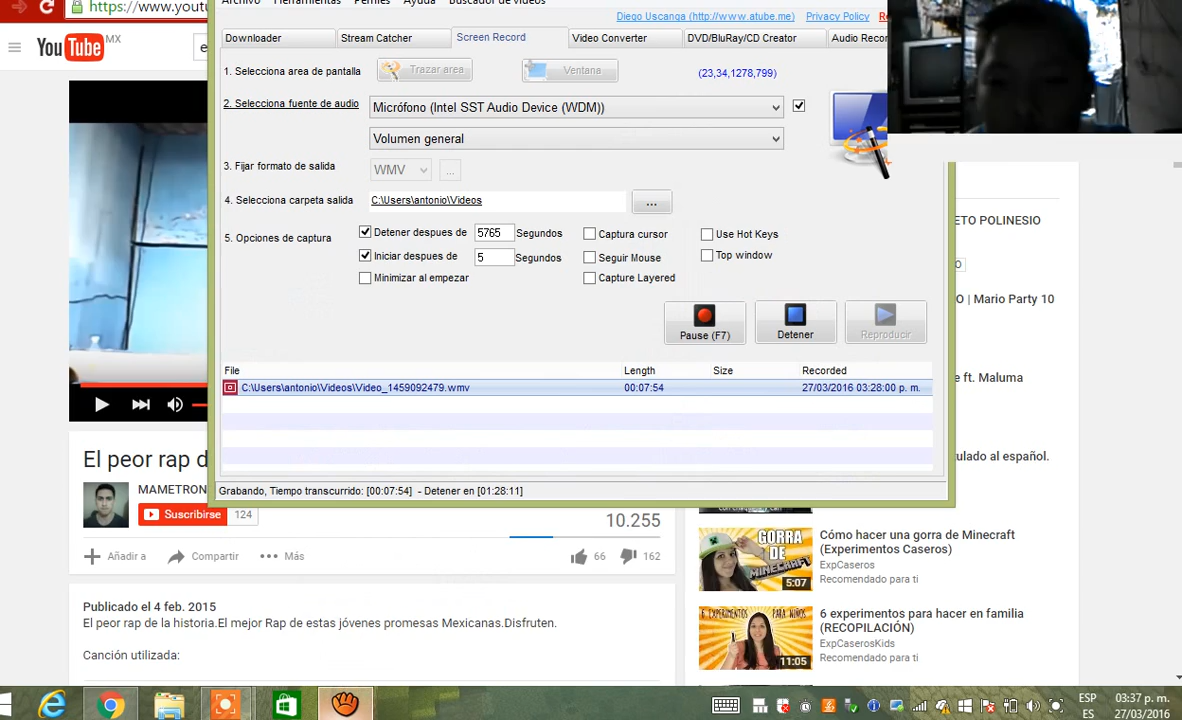 Archivo Herramientas Perfiles Ayuda Buscador de videos
https://www.yout
Diego Uscanga (http://www.atube.me) Privacy Policy Re
YouTube MX
e
Downloader Stream Catcher Screen Record Video Converter DVD/BluRay/CD Creator Audio Recor
1. Selecciona area de pantalla Trazar area Ventana (23,34,1278,799)
2. Selecciona fuente de audio Micrófono (Intel SST Audio Device (WDM))
Volumen general
3. Fijar formato de salida WMV ...
4. Selecciona carpeta salida C:\Users\antonio\Videos ...
5. Opciones de captura Detener despues de 5765 Segundos Captura cursor Use Hot Keys
Iniciar despues de 5 Segundos Seguir Mouse Top window
Minimizar al empezar Capture Layered
Pause (F7) Detener Reproducir
File Length Size Recorded
C:\Users\antonio\Videos\Video_1459092479.wmv 00:07:54 27/03/2016 03:28:00 p. m.
Grabando, Tiempo transcurrido: [00:07:54] - Detener en [01:28:11]
ETO POLINESIO
O
O | Mario Party 10
e ft. Maluma
ulado al español.
El peor rap d
METRON
Suscribirse 124
10.255
Añadir a Compartir Más 66 162
Publicado el 4 feb. 2015
El peor rap de la historia.El mejor Rap de estas jóvenes promesas Mexicanas.Disfruten.
Canción utilizada:
GORRA DE MINECRAFT
5:07
Cómo hacer una gorra de Minecraft
(Experimentos Caseros)
ExpCaseros
Recomendado para ti
6 EXPERIMENTOS PARA NIÑOS
11:05
6 experimentos para hacer en familia
(RECOPILACIÓN)
ExpCaserosKids
Recomendado para ti
ESP
ES
03:37 p. m.
27/03/2016